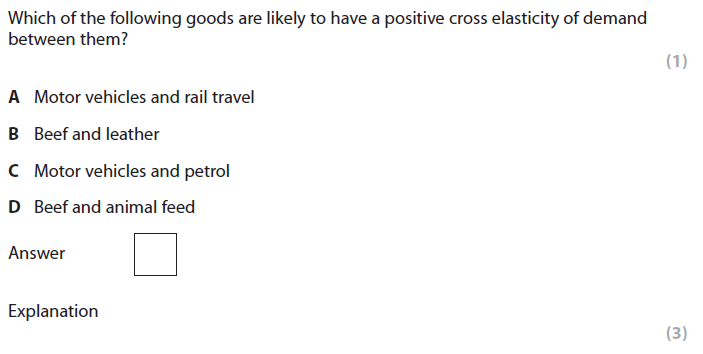 Which of the following goods are likely to have a positive cross elasticity of demand
between them?
(1)
A Motor vehicles and rail travel
B Beef and leather
C Motor vehicles and petrol
D Beef and animal feed
Answer
Explanation
(3)